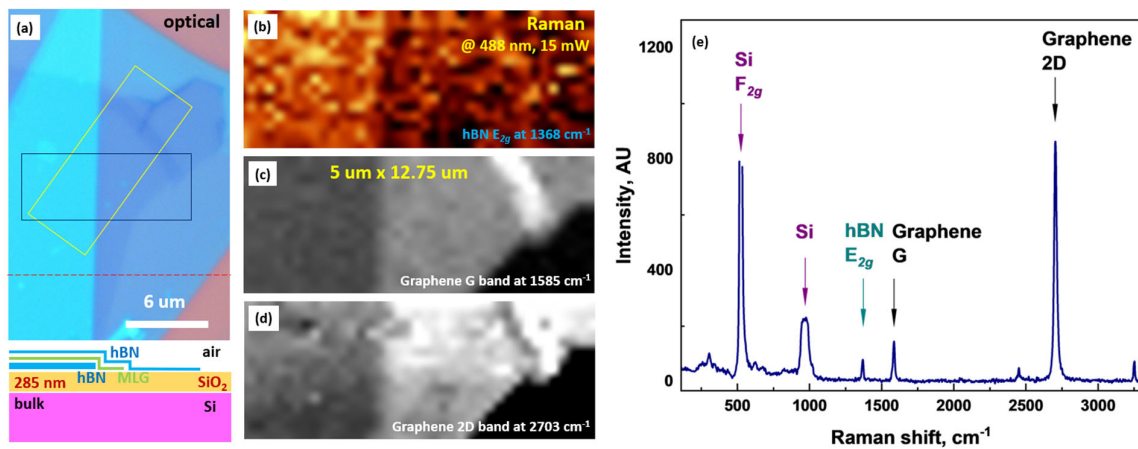 (a)
optical
6 um
hBN
air
285 nm
hBN
MLG
SiO2
bulk
Si
(b)
Raman
@ 488 nm, 15 mW
hBN E2g at 1368 cm-1
(c)
5 um x 12.75 um
Graphene G band at 1585 cm-1
(d)
Graphene 2D band at 2703 cm-1
(e)
Intensity, AU
1200
800
400
0
Si
F2g
Si
hBN
E2g
Graphene
G
Graphene
2D
500
1000
1500
2000
2500
3000
Raman shift, cm-1